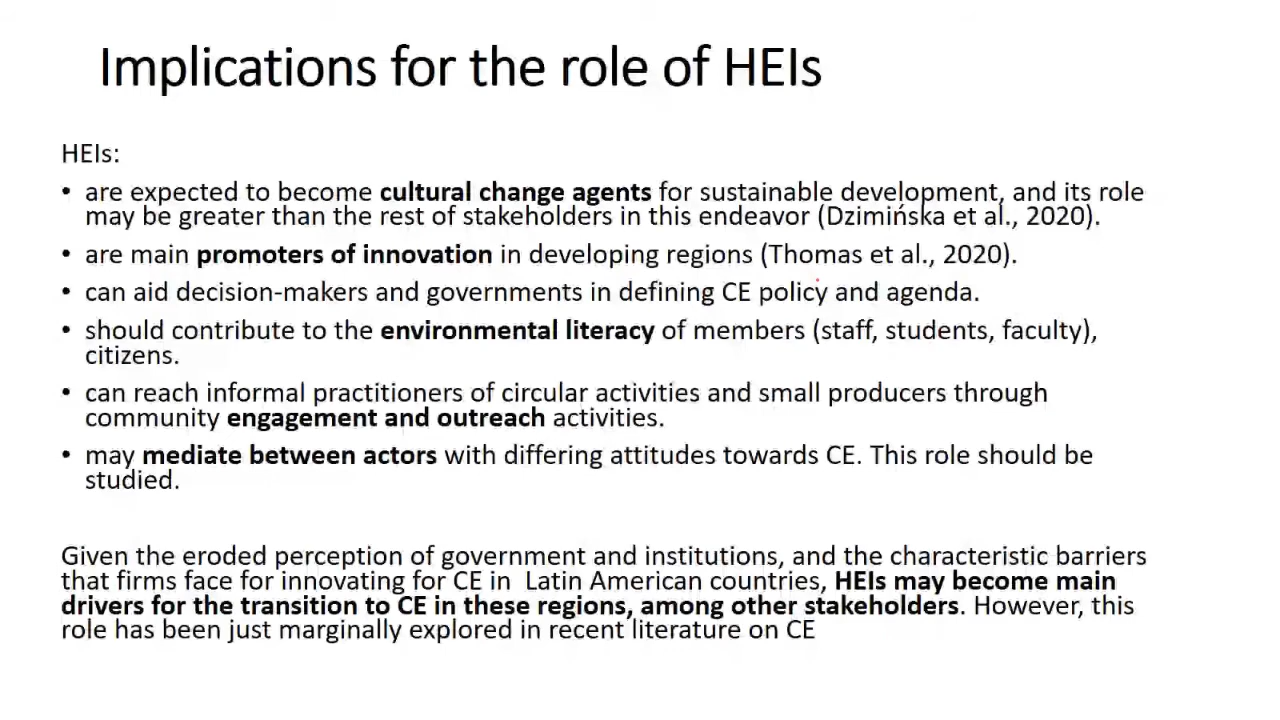 Implications for the role of HEIs
HEIs:
• are expected to become cultural change agents for sustainable development, and its role
may be greater than the rest of stakeholders in this endeavor (Dzimińska et al., 2020).
• are main promoters of innovation in developing regions (Thomas et al., 2020).
• can aid decision-makers and governments in defining CE policy and agenda.
• should contribute to the environmental literacy of members (staff, students, faculty),
citizens.
• can reach informal practitioners of circular activities and small producers through
community engagement and outreach activities.
• may mediate between actors with differing attitudes towards CE. This role should be
studied.
Given the eroded perception of government and institutions, and the characteristic barriers
that firms face for innovating for CE in  Latin American countries, HEIs may become main
drivers for the transition to CE in these regions, among other stakeholders. However, this
role has been just marginally explored in recent literature on CE